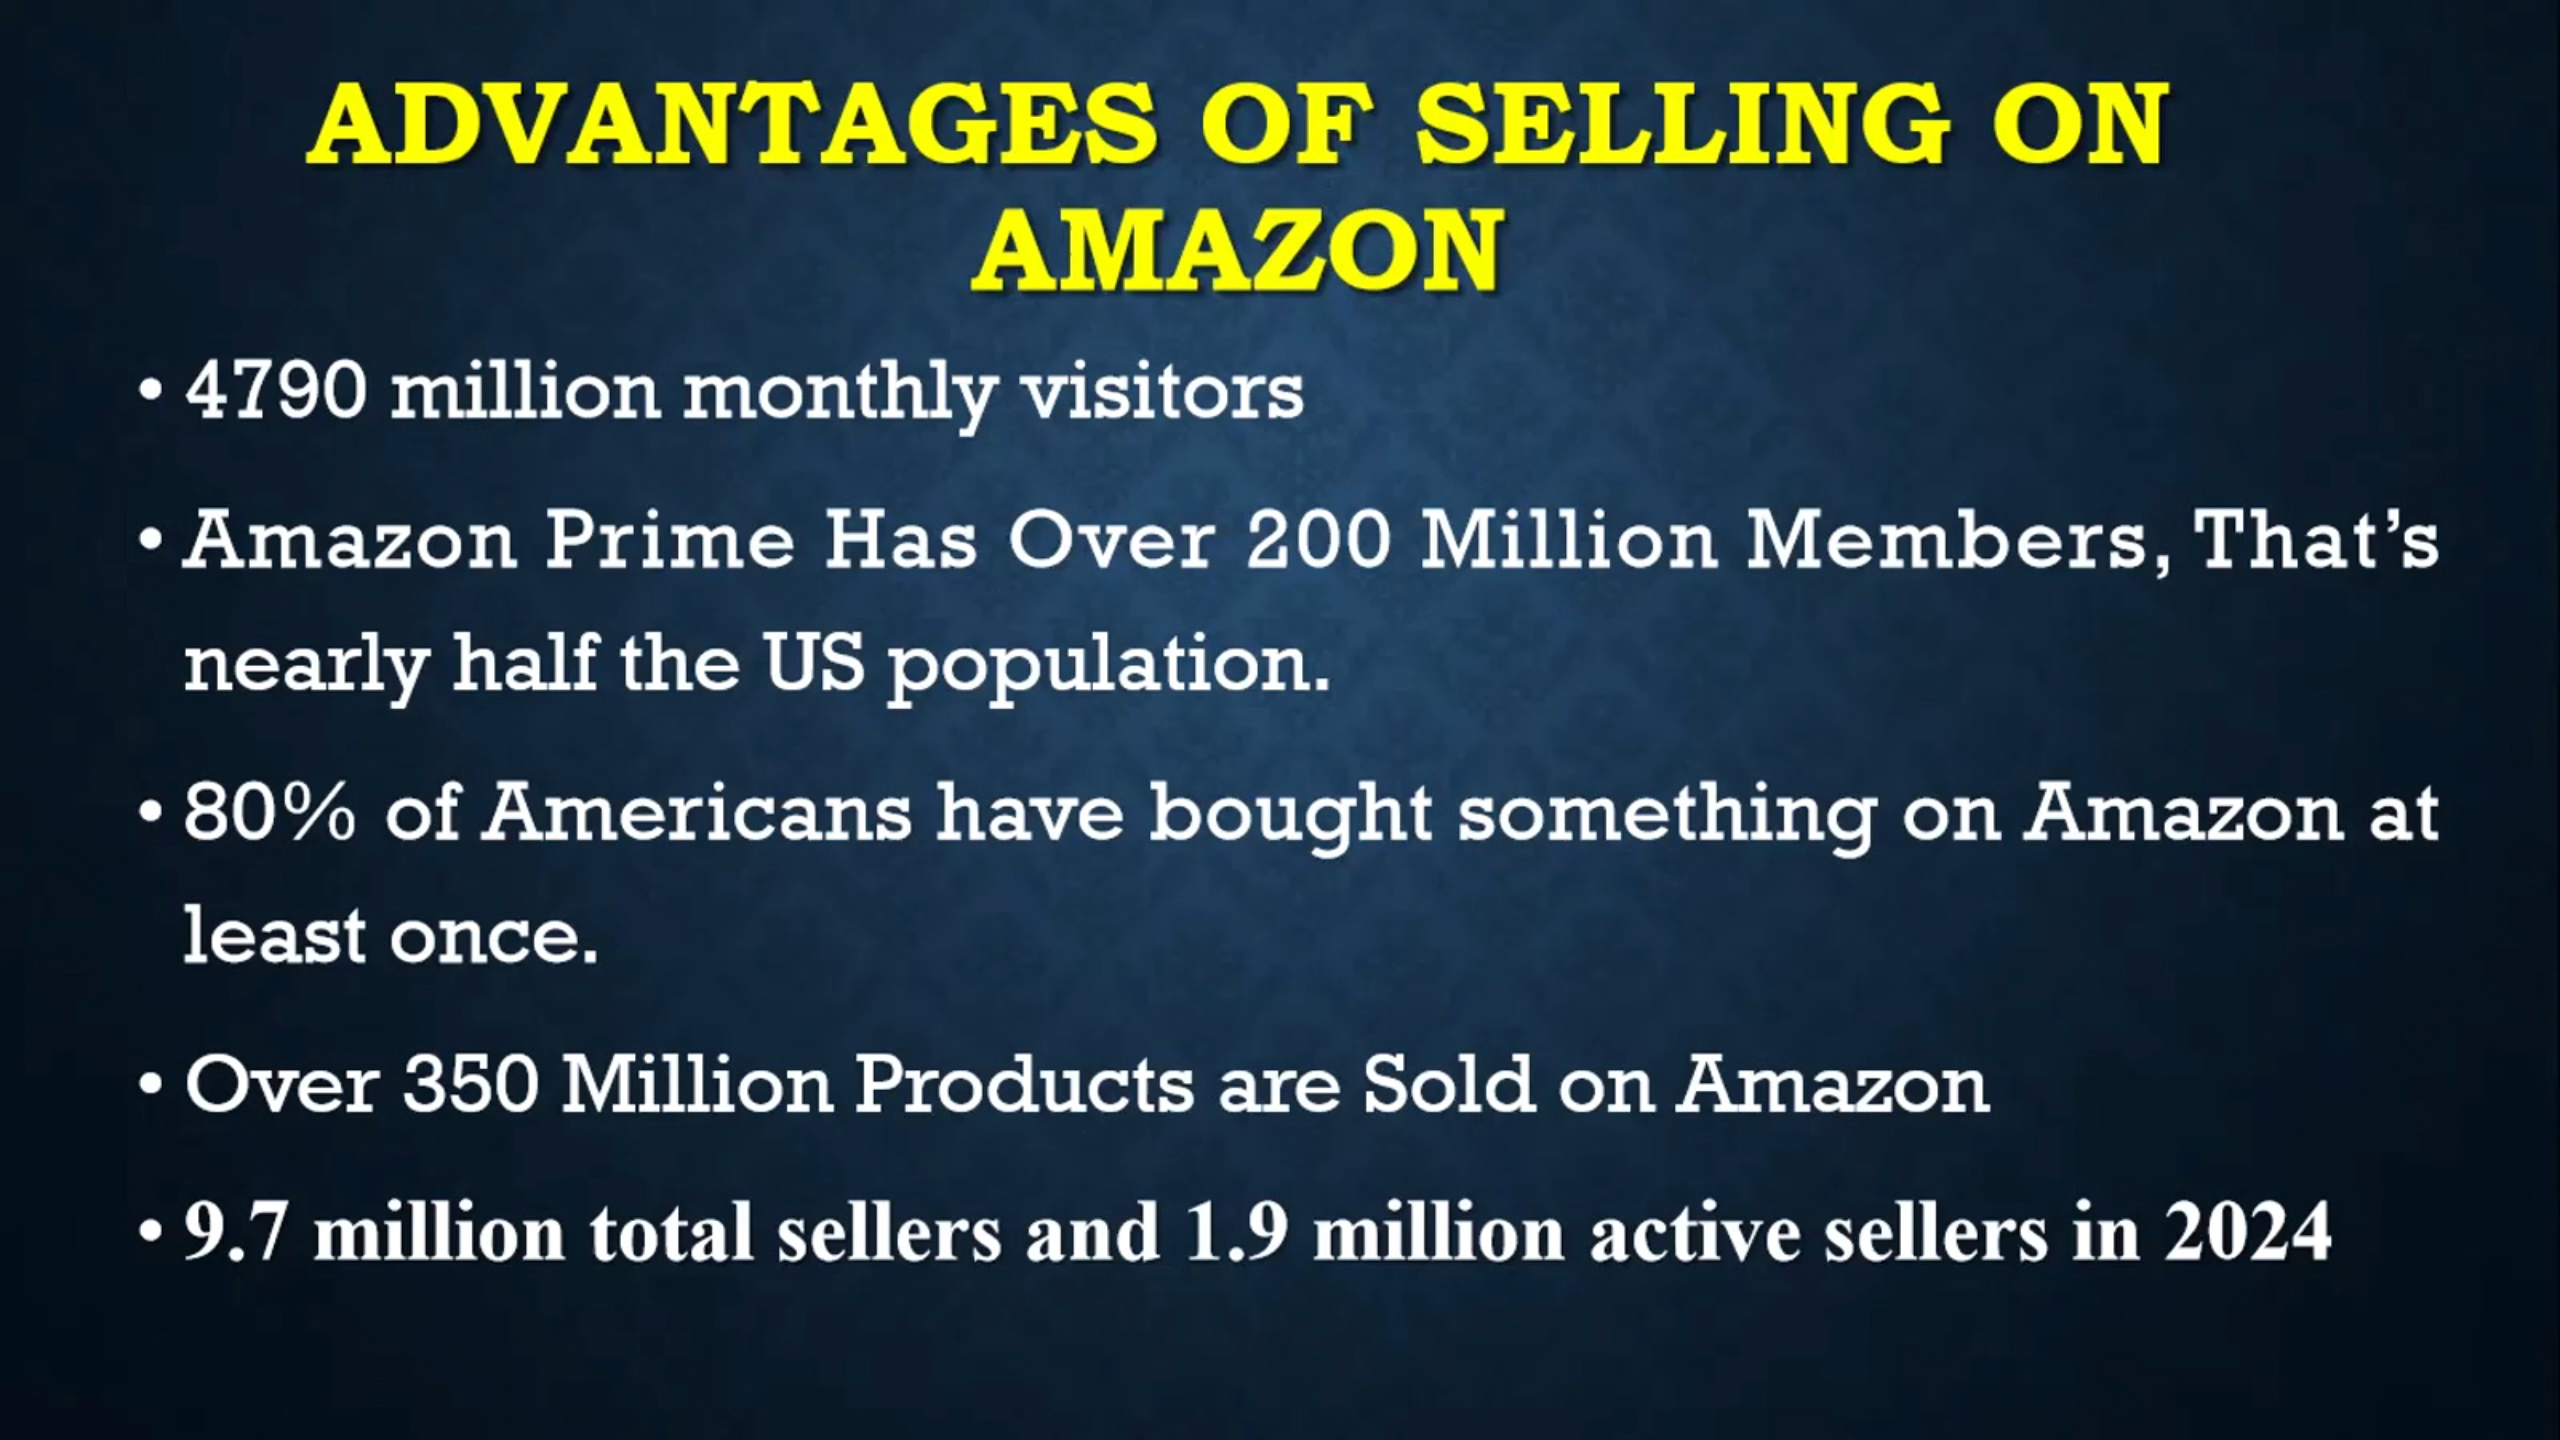 ADVANTAGES OF SELLING ON
AMAZON
• 4790 million monthly visitors
• Amazon Prime Has Over 200 Million Members, That’s
nearly half the US population.
• 80% of Americans have bought something on Amazon at
least once.
• Over 350 Million Products are Sold on Amazon
• 9.7 million total sellers and 1.9 million active sellers in 2024